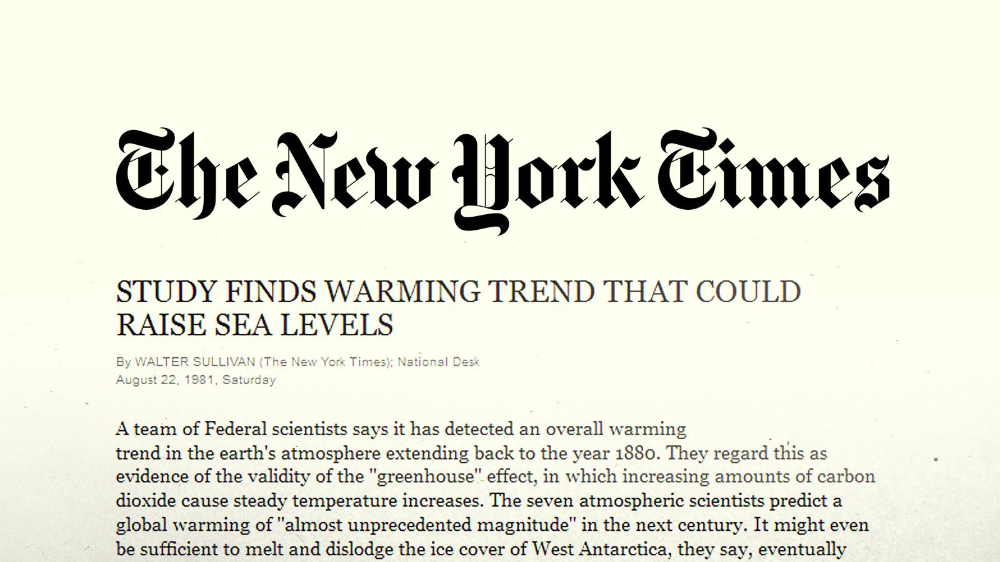 The New York Times
STUDY FINDS WARMING TREND THAT COULD
RAISE SEA LEVELS
By WALTER SULLIVAN (The New York Times); National Desk
August 22, 1981, Saturday
A team of Federal scientists says it has detected an overall warming
trend in the earth's atmosphere extending back to the year 1880. They regard this as
evidence of the validity of the "greenhouse" effect, in which increasing amounts of carbon
dioxide cause steady temperature increases. The seven atmospheric scientists predict a
global warming of "almost unprecedented magnitude" in the next century. It might even
be sufficient to melt and dislodge the ice cover of West Antarctica, they say, eventually